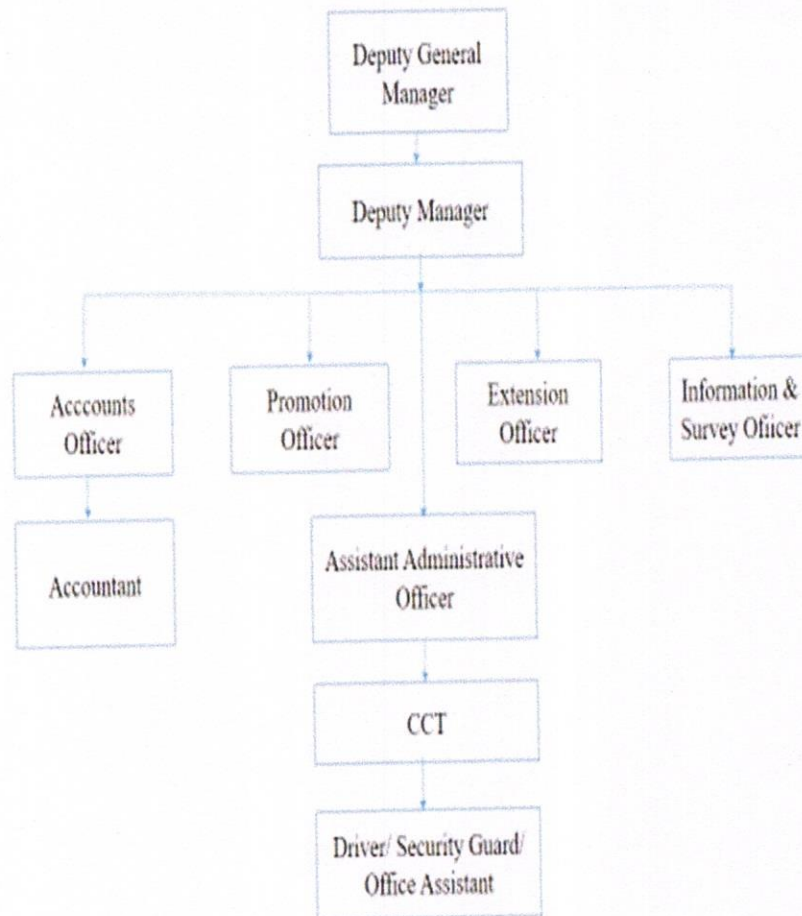 Deputy General
Manager
Deputy Manager
Acccounts
Officer
Promotion
Officer
Extension
Officer
Information &
Survey Ofiicer
Accountant
Assistant Administrative
Officer
CCT
Driver/ Security Guard/
Office Assistant